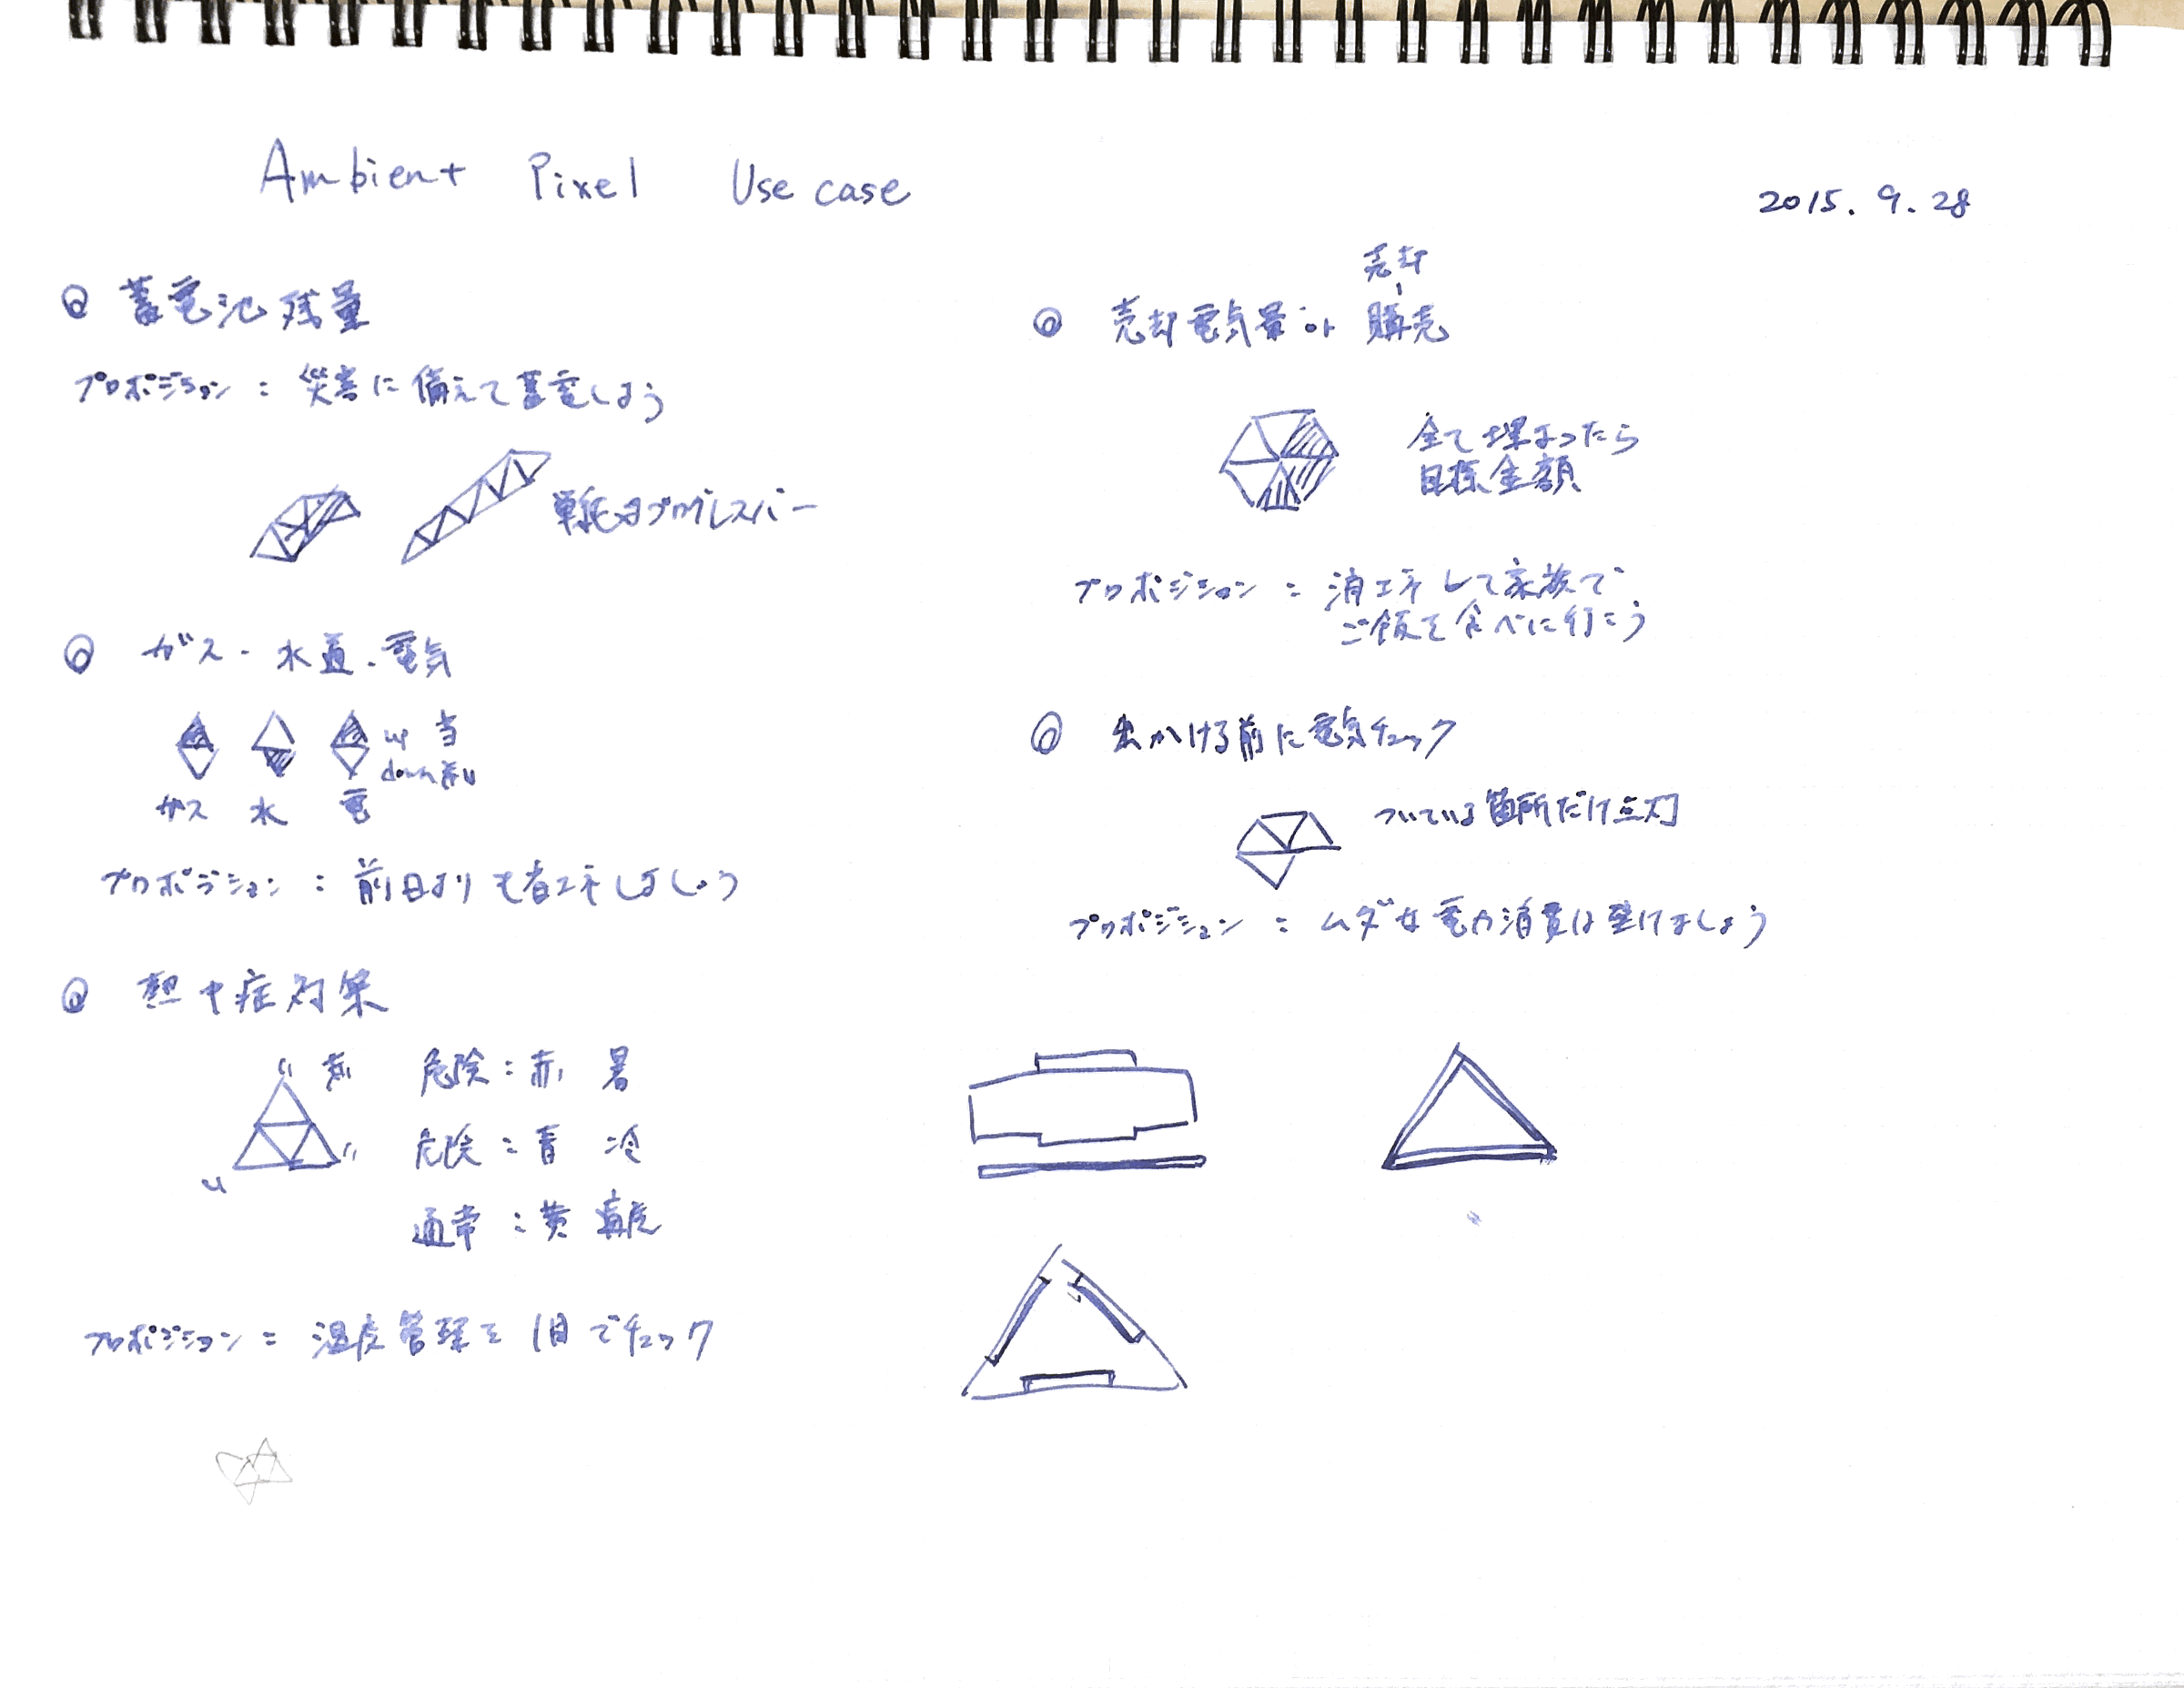 Ambient Pixel Use case
2015. 9. 28
◎ 蓄電池残量
プロポジション : 災害に備えて蓄電しよう
単純なプログレスバー
◎ ガス・水道・電気
up 当
down 前日
ガス 水 電
プロポジション : 前日よりも省エネしましょう
◎ 熱中症対策
赤 危険 : 赤 暑
危険 : 青 冷
通常 : 黄 適度
プロポジション : 温度管理を1目でチェック
売却
◎ 売却電気量 or 購売
全て埋まったら
目標金額
プロポジション : 消エネして家族で
ご飯を食べに行こう
◎ 出かける前に電気チェック
ついている箇所だけ点灯
プロポジション : ムダな電力消費は避けましょう